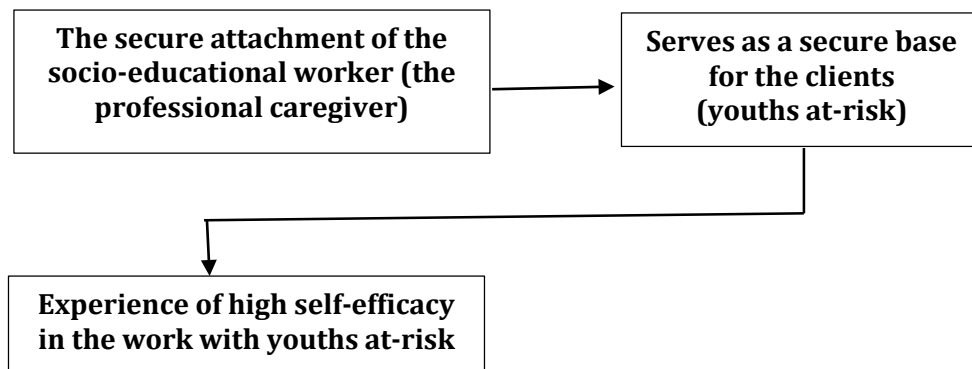 The secure attachment of the
socio-educational worker (the
professional caregiver)
Serves as a secure base
for the clients
(youths at-risk)
Experience of high self-efficacy
in the work with youths at-risk